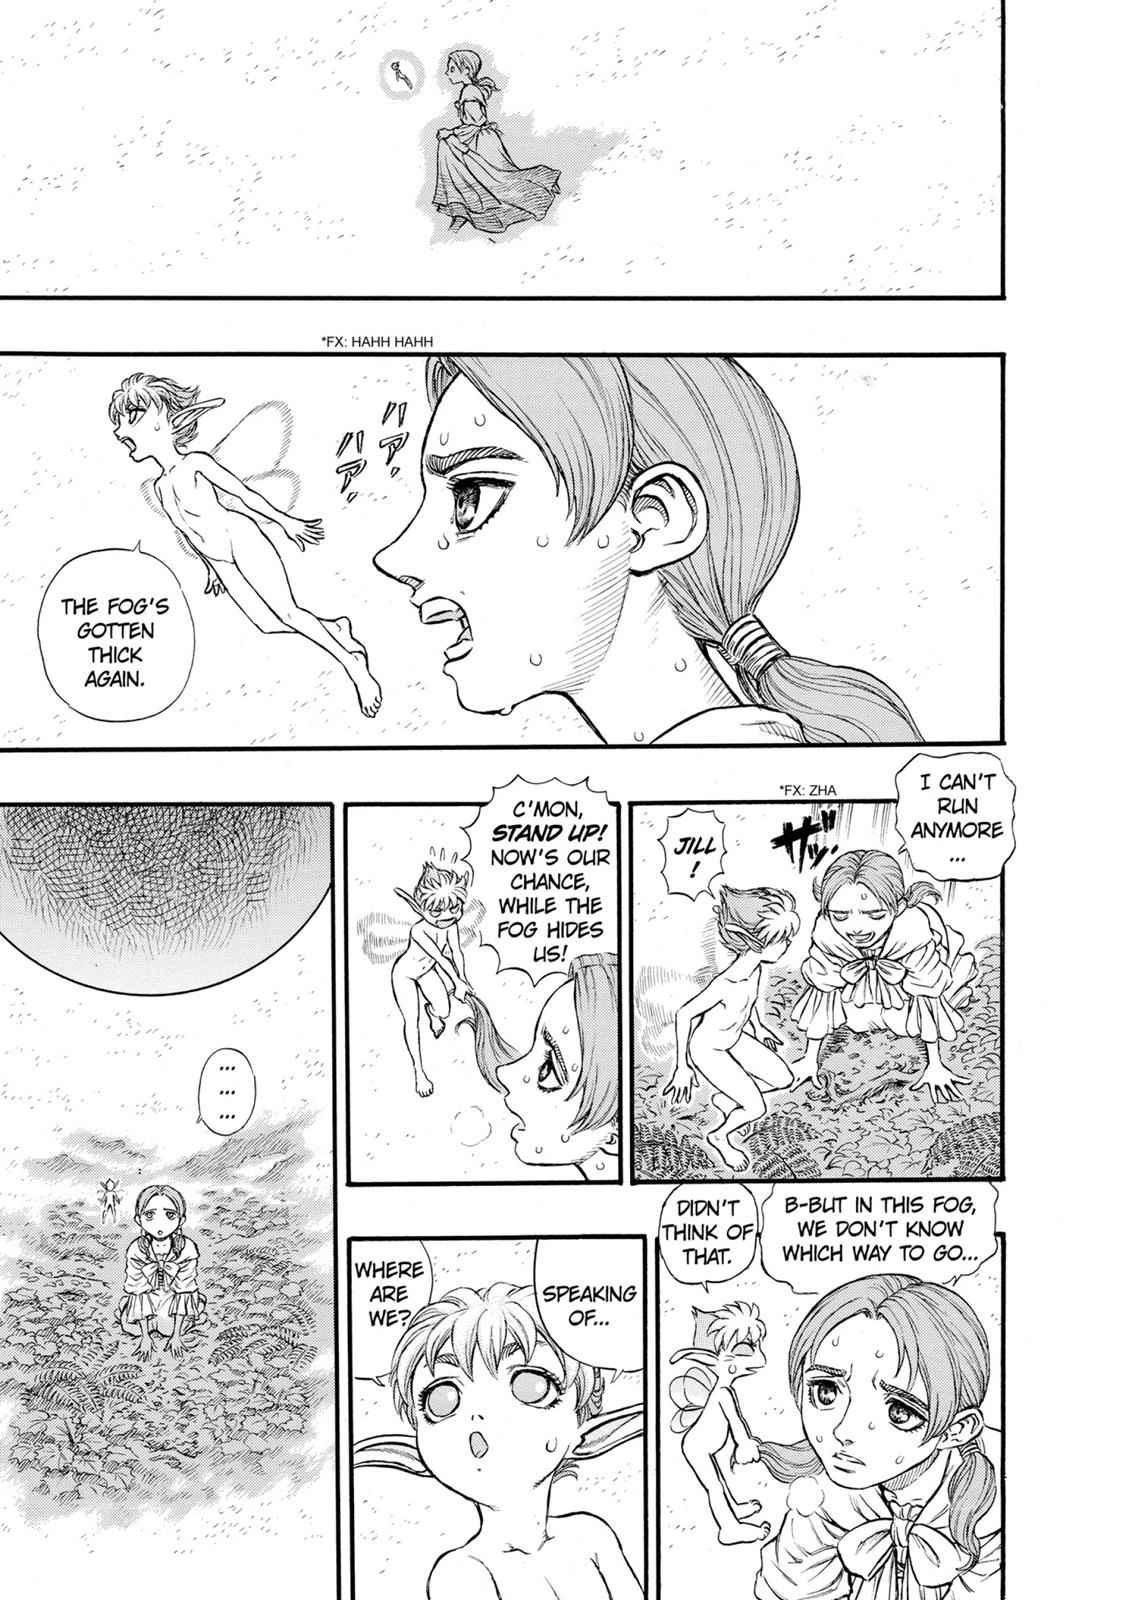 *FX: HAHH HAHH
ハァ
ハァ
THE FOG'S
GOTTEN
THICK
AGAIN.
I CAN'T
RUN
ANYMORE
...
*FX: ZHA
ザッ
JILL
!
C'MON,
STAND UP!
NOW'S OUR
CHANCE,
WHILE THE
FOG HIDES
US!
...
...
...
B-BUT IN THIS FOG,
WE DON'T KNOW
WHICH WAY TO GO...
DIDN'T
THINK OF
THAT.
SPEAKING
OF...
WHERE
ARE
WE?